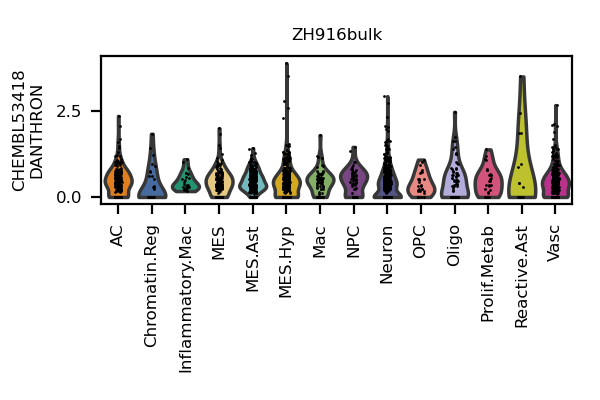 ZH916bulk
CHEMBL53418
DANTHRON
2.5
0.0
AC
Chromatin.Reg
Inflammatory.Mac
MES
MES.Ast
MES.Hyp
Mac
NPC
Neuron
OPC
Oligo
Prolif.Metab
Reactive.Ast
Vasc